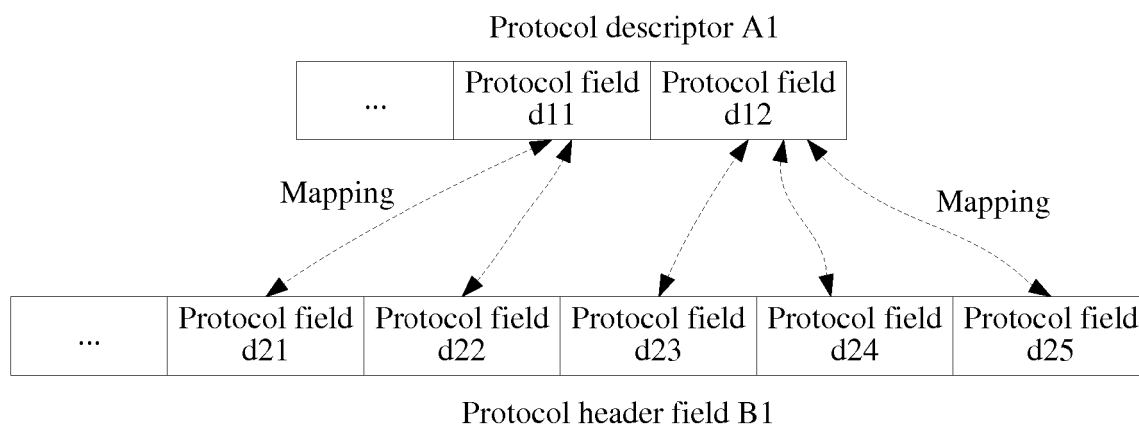 Protocol descriptor A1
...
Protocol field
d11
Protocol field
d12
Mapping
Mapping
...
Protocol field
d21
Protocol field
d22
Protocol field
d23
Protocol field
d24
Protocol field
d25
Protocol header field B1